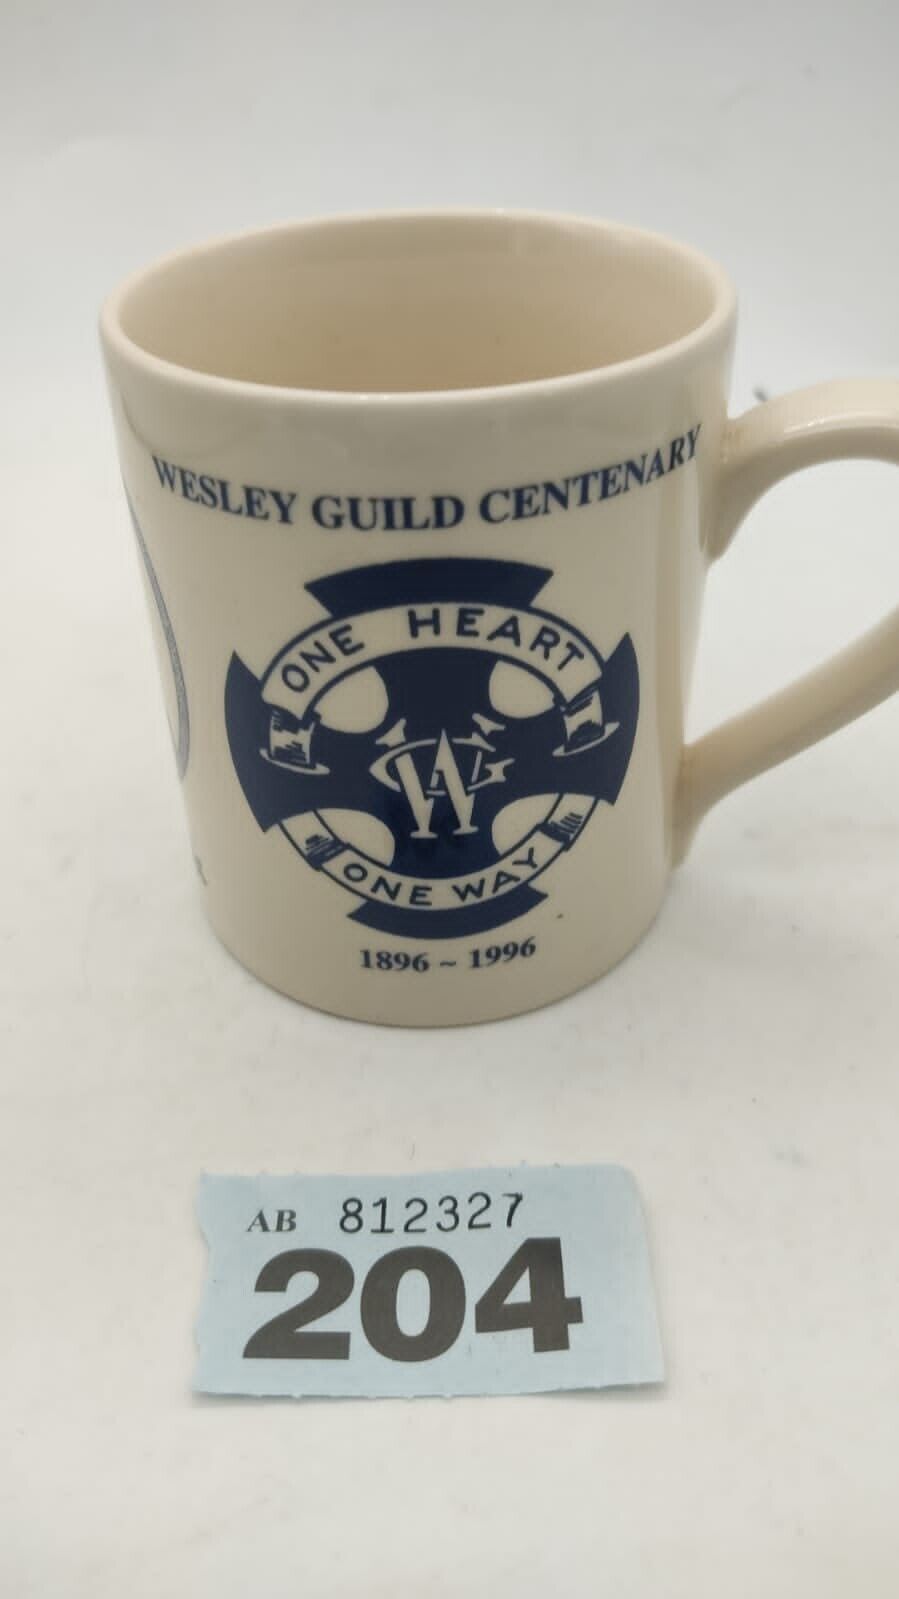 WESLEY GUILD CENTENARY
ONE HEART
WG
ONE WAY
1896 ~ 1996
AB 812327
204